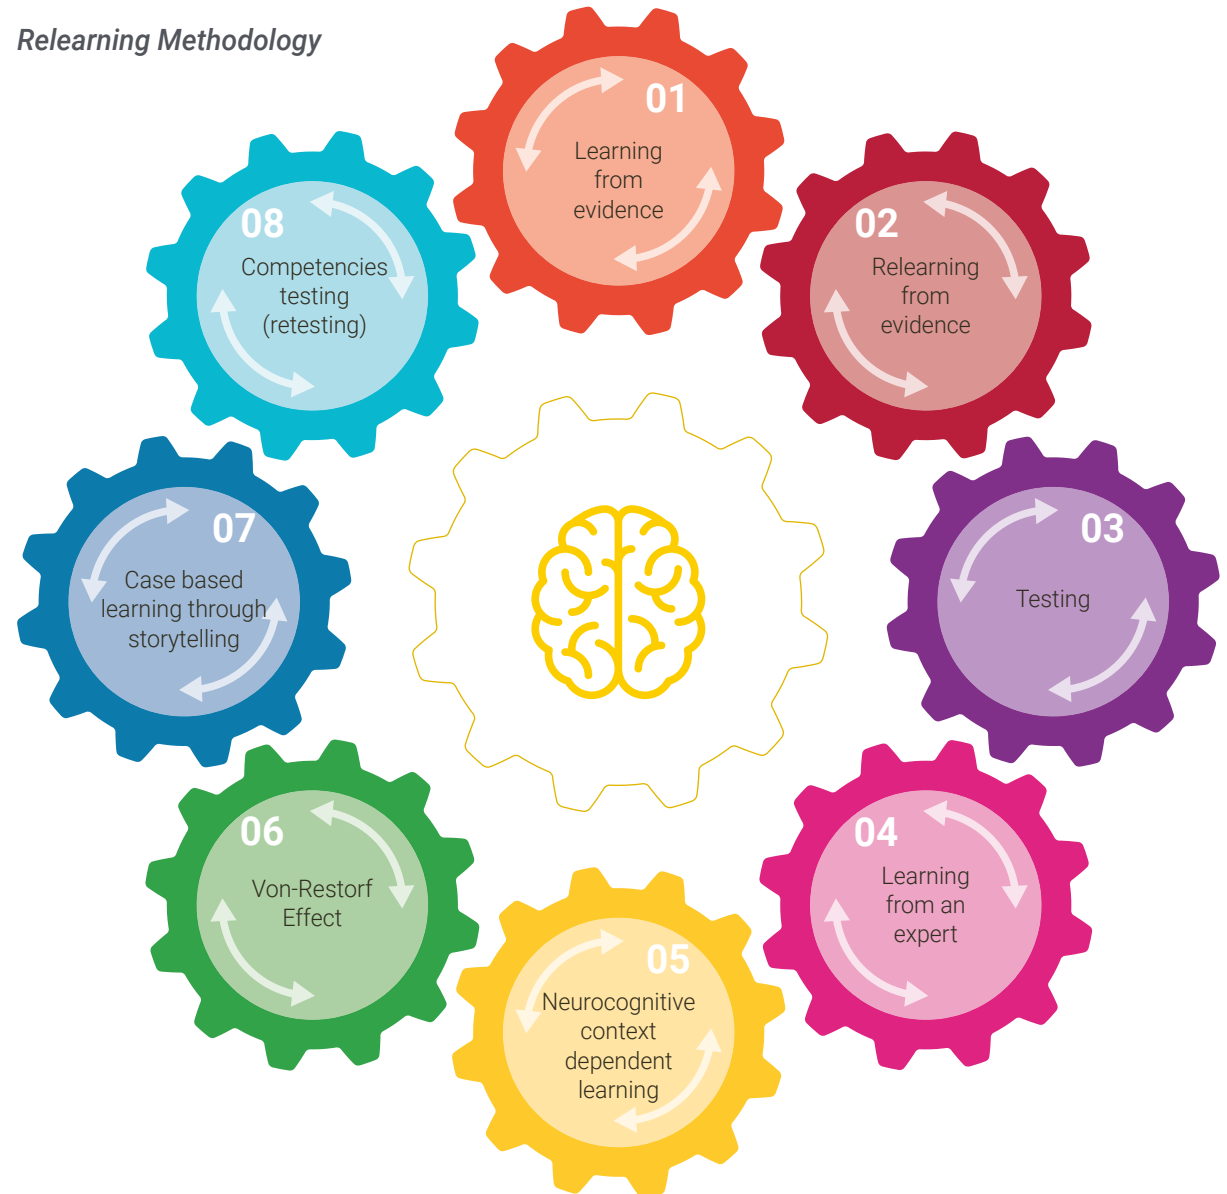 Relearning Methodology
01
Learning
from
evidence
02
Relearning
from
evidence
03
Testing
04
Learning
from an
expert
05
Neurocognitive
context
dependent
learning
06
Von-Restorf
Effect
07
Case based
learning through
storytelling
08
Competencies
testing
(retesting)